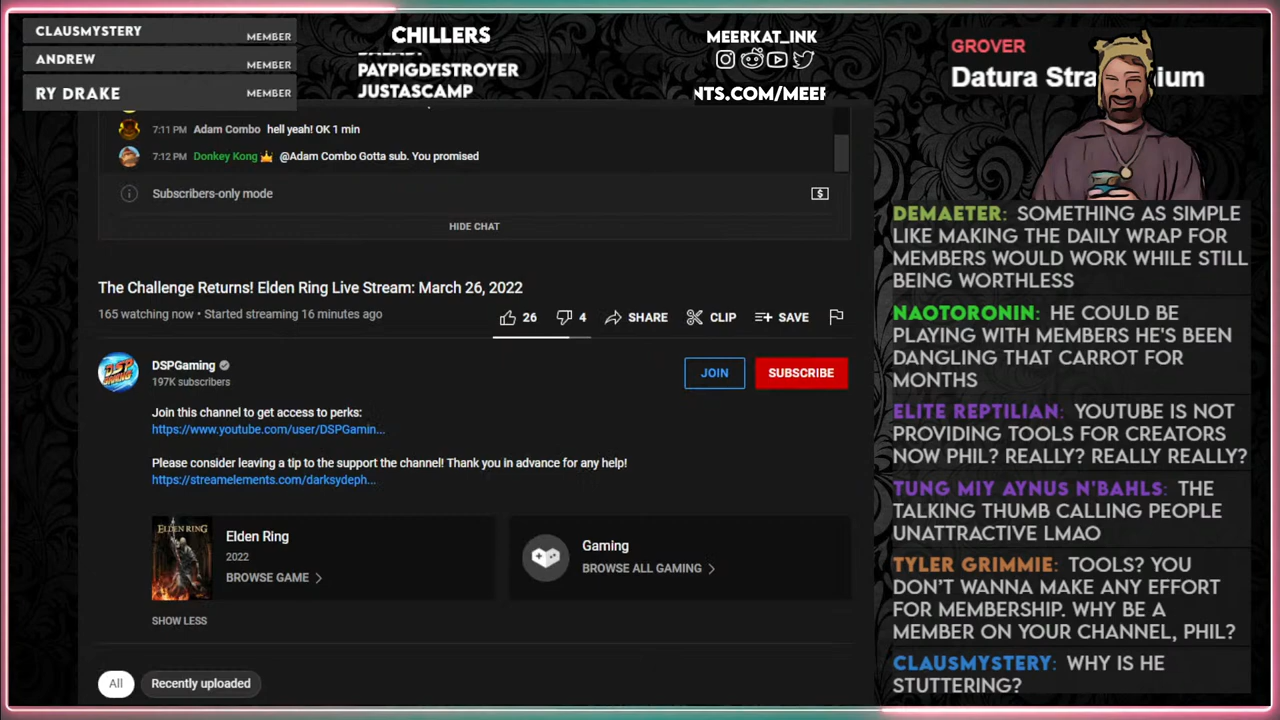 CLAUSMYSTERY MEMBER
ANDREW MEMBER
RY DRAKE MEMBER
CHILLERS
PAYPIGDESTROYER
JUSTASCAMP
MEERKAT_INK
NTS.COM/MEER
GROVER
Datura
7:11 PM Adam Combo hell yeah! OK 1 min
7:12 PM Donkey Kong @Adam Combo Gotta sub. You promised
Subscribers-only mode
HIDE CHAT
The Challenge Returns! Elden Ring Live Stream: March 26, 2022
165 watching now • Started streaming 16 minutes ago
26 4 SHARE CLIP SAVE
DSPGaming
197K subscribers
JOIN SUBSCRIBE
Join this channel to get access to perks:
https://www.youtube.com/user/DSPGamin...
Please consider leaving a tip to the support the channel! Thank you in advance for any help!
https://streamelements.com/darksydeph...
ELDEN RING
Elden Ring
2022
BROWSE GAME
Gaming
BROWSE ALL GAMING
SHOW LESS
All Recently uploaded
DEMAETER: SOMETHING AS SIMPLE
LIKE MAKING THE DAILY WRAP FOR
MEMBERS WOULD WORK WHILE STILL
BEING WORTHLESS
NAOTORONIN: HE COULD BE
PLAYING WITH MEMBERS HE'S BEEN
DANGLING THAT CARROT FOR
MONTHS
ELITE REPTILIAN: YOUTUBE IS NOT
PROVIDING TOOLS FOR CREATORS
NOW PHIL? REALLY? REALLY REALLY?
TUNG MIY AYNUS N'BAHLS: THE
TALKING THUMB CALLING PEOPLE
UNATTRACTIVE LMAO
TYLER GRIMMIE: TOOLS? YOU
DON'T WANNA MAKE ANY EFFORT
FOR MEMBERSHIP. WHY BE A
MEMBER ON YOUR CHANNEL, PHIL?
CLAUSMYSTERY: WHY IS HE
STUTTERING?